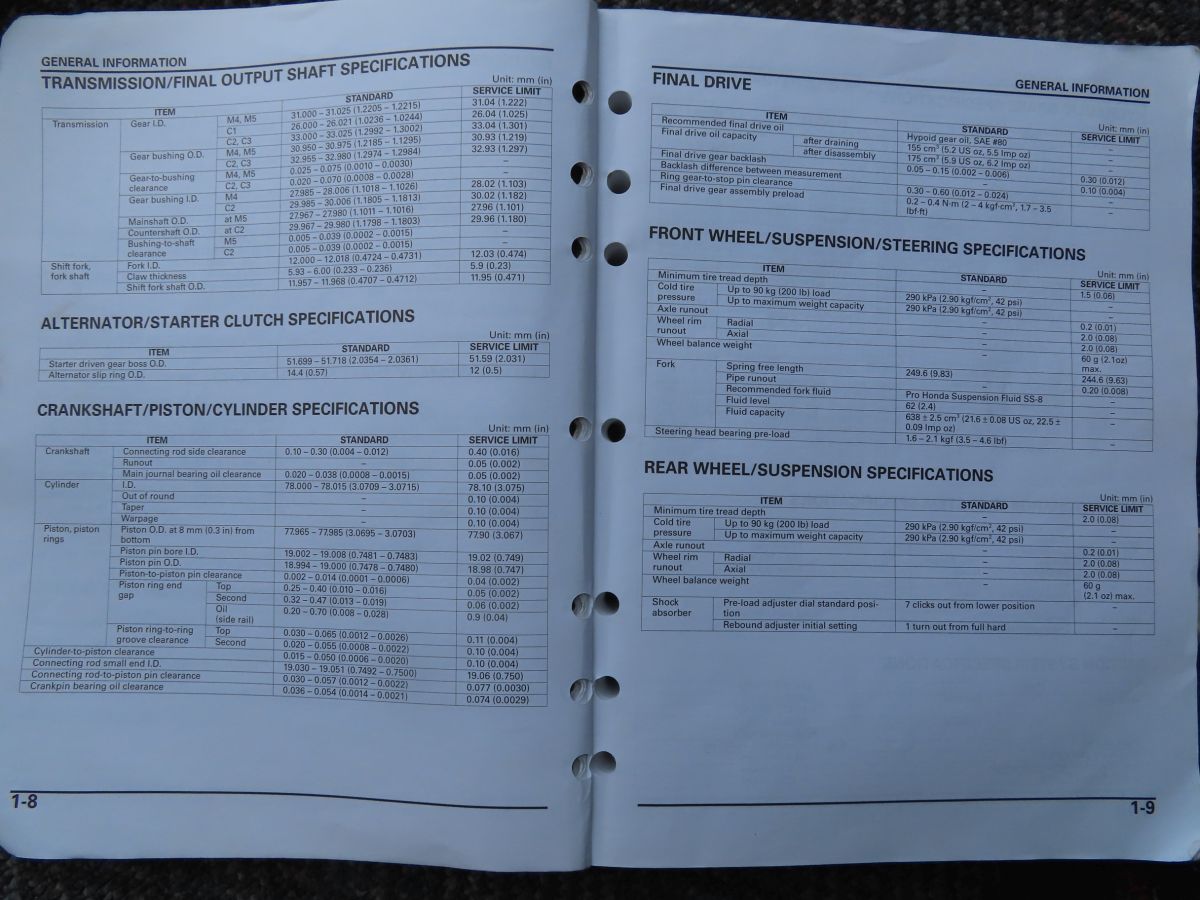 GENERAL INFORMATION
TRANSMISSION/FINAL OUTPUT SHAFT SPECIFICATIONS
Unit: mm (in)
ITEM STANDARD SERVICE LIMIT
Transmission Gear I.D. M4, M5 31.000 – 31.025 (1.2205 – 1.2215) 31.04 (1.222)
C1 26.000 – 26.021 (1.0236 – 1.0244) 26.04 (1.025)
C2, C3 33.000 – 33.025 (1.2992 – 1.3002) 33.04 (1.301)
Gear bushing O.D. M4, M5 30.950 – 30.975 (1.2185 – 1.1295) 30.93 (1.219)
C2, C3 32.955 – 32.980 (1.2974 – 1.2984) 32.93 (1.297)
Gear-to-bushing clearance M4, M5 0.025 – 0.075 (0.0010 – 0.0030) –
C2, C3 0.020 – 0.070 (0.0008 – 0.0028) –
Gear bushing I.D. M4 27.985 – 28.006 (1.1018 – 1.1026) 28.02 (1.103)
C2 29.985 – 30.006 (1.1805 – 1.1813) 30.02 (1.182)
Mainshaft O.D. at M5 27.967 – 27.980 (1.1011 – 1.1016) 27.96 (1.101)
Countershaft O.D. at C2 29.967 – 29.980 (1.1798 – 1.1803) 29.96 (1.180)
Bushing-to-shaft clearance M5 0.005 – 0.039 (0.0002 – 0.0015) –
C2 0.005 – 0.039 (0.0002 – 0.0015) –
Shift fork, fork shaft Fork I.D. 12.000 – 12.018 (0.4724 – 0.4731) 12.03 (0.474)
Claw thickness 5.93 – 6.00 (0.233 – 0.236) 5.9 (0.23)
Shift fork shaft O.D. 11.957 – 11.968 (0.4707 – 0.4712) 11.95 (0.471)
ALTERNATOR/STARTER CLUTCH SPECIFICATIONS
Unit: mm (in)
ITEM STANDARD SERVICE LIMIT
Starter driven gear boss O.D. 51.699 – 51.718 (2.0354 – 2.0361) 51.59 (2.031)
Alternator slip ring O.D. 14.4 (0.57) 12 (0.5)
CRANKSHAFT/PISTON/CYLINDER SPECIFICATIONS
Unit: mm (in)
ITEM STANDARD SERVICE LIMIT
Crankshaft Connecting rod side clearance 0.10 – 0.30 (0.004 – 0.012) 0.40 (0.016)
Runout – 0.05 (0.002)
Main journal bearing oil clearance 0.020 – 0.038 (0.0008 – 0.0015) 0.05 (0.002)
Cylinder I.D. 78.000 – 78.015 (3.0709 – 3.0715) 78.10 (3.075)
Out of round – 0.10 (0.004)
Taper – 0.10 (0.004)
Warpage – 0.10 (0.004)
Piston, piston rings Piston O.D. at 8 mm (0.3 in) from bottom 77.965 – 77.985 (3.0695 – 3.0703) 77.90 (3.067)
Piston pin bore I.D. 19.002 – 19.008 (0.7481 – 0.7483) 19.02 (0.749)
Piston pin O.D. 18.994 – 19.000 (0.7478 – 0.7480) 18.98 (0.747)
Piston-to-piston pin clearance 0.002 – 0.014 (0.0001 – 0.0006) 0.04 (0.002)
Piston ring end gap Top 0.25 – 0.40 (0.010 – 0.016) 0.05 (0.002)
Second 0.32 – 0.47 (0.013 – 0.019) 0.06 (0.002)
Oil (side rail) 0.20 – 0.70 (0.008 – 0.028) 0.9 (0.04)
Piston ring-to-ring groove clearance Top 0.030 – 0.065 (0.0012 – 0.0026) 0.11 (0.004)
Second 0.020 – 0.055 (0.0008 – 0.0022) 0.10 (0.004)
Cylinder-to-piston clearance 0.015 – 0.050 (0.0006 – 0.0020) 0.10 (0.004)
Connecting rod small end I.D. 19.030 – 19.051 (0.7492 – 0.7500) 19.06 (0.750)
Connecting rod-to-piston pin clearance 0.030 – 0.057 (0.0012 – 0.0022) 0.077 (0.0030)
Crankpin bearing oil clearance 0.036 – 0.054 (0.0014 – 0.0021) 0.074 (0.0029)
1-8
GENERAL INFORMATION
FINAL DRIVE
Unit: mm (in)
ITEM STANDARD SERVICE LIMIT
Recommended final drive oil Hypoid gear oil, SAE #80 –
Final drive oil capacity after draining 155 cm³ (5.2 US oz, 5.5 Imp oz) –
after disassembly 175 cm³ (5.9 US oz, 6.2 Imp oz) –
Final drive gear backlash 0.05 – 0.15 (0.002 – 0.006) 0.30 (0.012)
Backlash difference between measurement – 0.10 (0.004)
Ring gear-to-stop pin clearance 0.30 – 0.60 (0.012 – 0.024) –
Final drive gear assembly preload 0.2 – 0.4 N·m (2 – 4 kgf·cm, 1.7 – 3.5 lbf·ft) –
FRONT WHEEL/SUSPENSION/STEERING SPECIFICATIONS
Unit: mm (in)
ITEM STANDARD SERVICE LIMIT
Minimum tire tread depth – 1.5 (0.06)
Cold tire pressure Up to 90 kg (200 lb) load 290 kPa (2.90 kgf/cm², 42 psi) –
Up to maximum weight capacity 290 kPa (2.90 kgf/cm², 42 psi) –
Axle runout – 0.2 (0.01)
Wheel rim runout Radial – 2.0 (0.08)
Axial – 2.0 (0.08)
Wheel balance weight – 60 g (2.1oz) max.
Fork Spring free length 249.6 (9.83) 244.6 (9.63)
Pipe runout – 0.20 (0.008)
Recommended fork fluid Pro Honda Suspension Fluid SS-8 –
Fluid level 62 (2.4) –
Fluid capacity 638 ± 2.5 cm³ (21.6 ± 0.08 US oz, 22.5 ± 0.09 Imp oz) –
Steering head bearing pre-load 1.6 – 2.1 kgf (3.5 – 4.6 lbf) –
REAR WHEEL/SUSPENSION SPECIFICATIONS
Unit: mm (in)
ITEM STANDARD SERVICE LIMIT
Minimum tire tread depth – 2.0 (0.08)
Cold tire pressure Up to 90 kg (200 lb) load 290 kPa (2.90 kgf/cm², 42 psi) –
Up to maximum weight capacity 290 kPa (2.90 kgf/cm², 42 psi) –
Axle runout – 0.2 (0.01)
Wheel rim runout Radial – 2.0 (0.08)
Axial – 2.0 (0.08)
Wheel balance weight – 60 g (2.1 oz) max.
Shock absorber Pre-load adjuster dial standard position 7 clicks out from lower position –
Rebound adjuster initial setting 1 turn out from full hard –
1-9